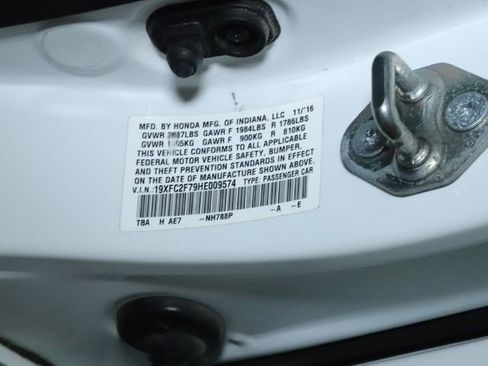 MFD. BY HONDA MFG. OF INDIANA, LLC 11/'16
GVWR GAWR F 1984LBS R 1786LBS
GVWR GAWR F 900KG R 810KG
THIS VEHICLE CONFORMS TO ALL APPLICABLE
FEDERAL MOTOR VEHICLE SAFETY, BUMPER,
AND THEFT PREVENTION STANDARDS IN EFFECT
ON THE DATE OF MANUFACTURE SHOWN ABOVE.
V.I.N.: 19XFC2F79HE009574 TYPE: PASSENGER CAR
TBA H AE7 -NH788P -A -E